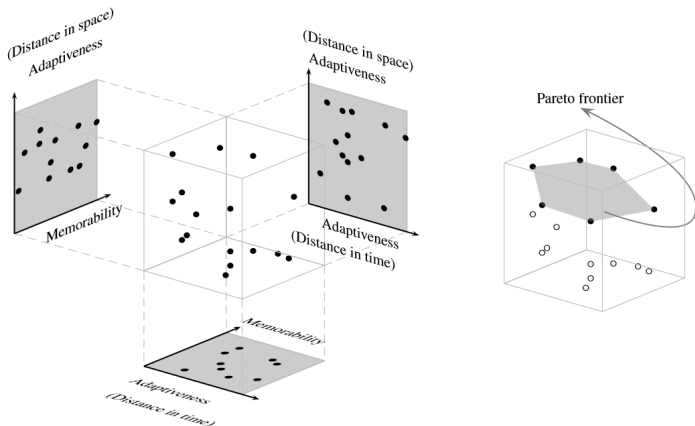 (Distance in space)
Adaptiveness
Memorability
(Distance in space)
Adaptiveness
Adaptiveness
(Distance in time)
Memorability
Adaptiveness
(Distance in time)
Pareto frontier